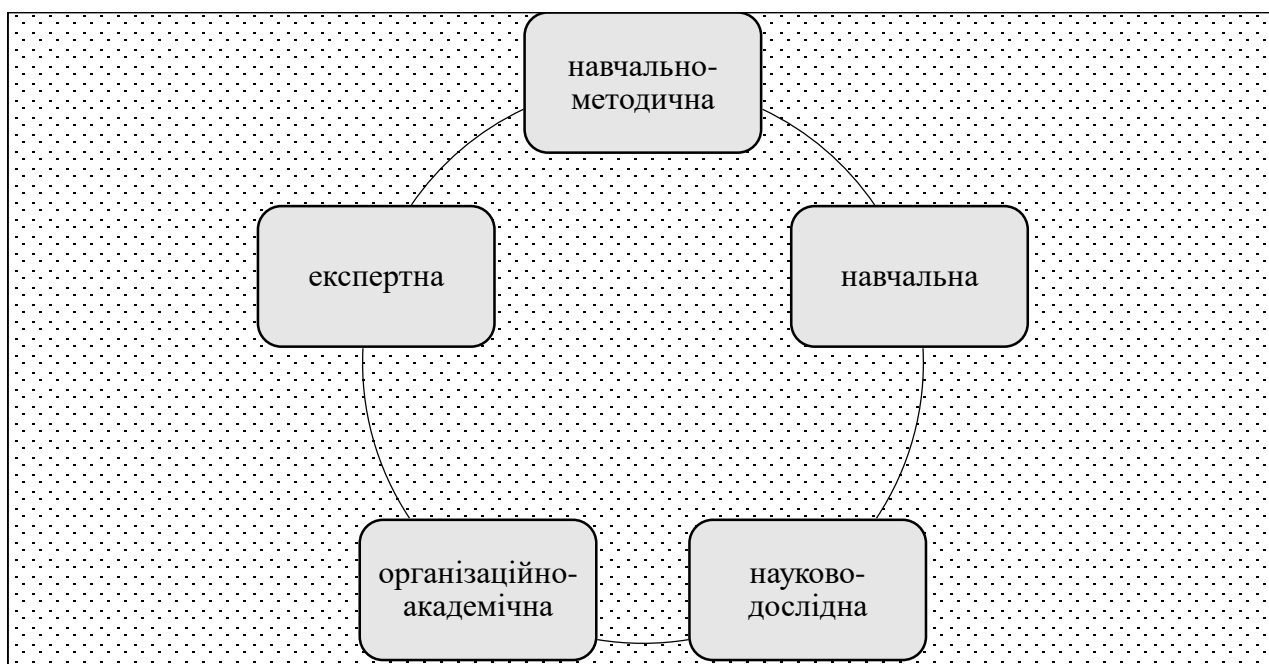 навчально-
методична
експертна
навчальна
організаційно-
академічна
науково-
дослідна